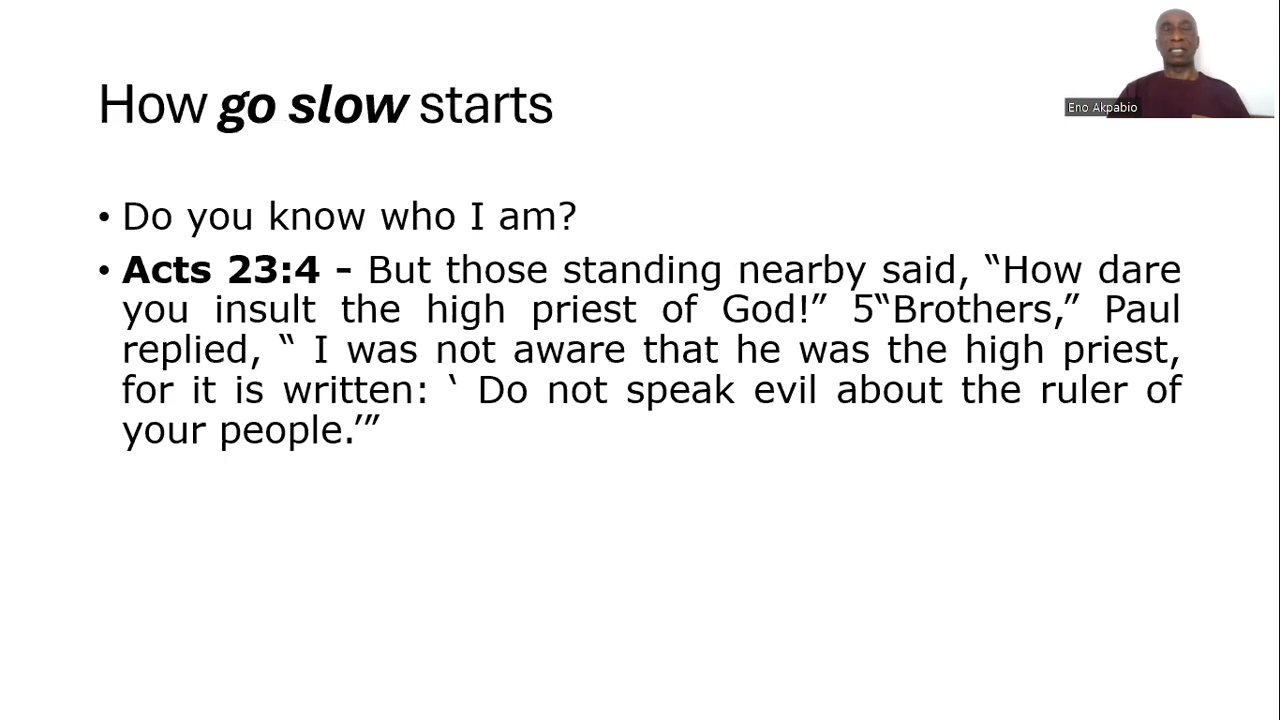 Eno Akpabio
How go slow starts
• Do you know who I am?
• Acts 23:4 - But those standing nearby said, “How dare
you insult the high priest of God!” 5“Brothers,” Paul
replied, “ I was not aware that he was the high priest,
for it is written: ‘ Do not speak evil about the ruler of
your people.’”